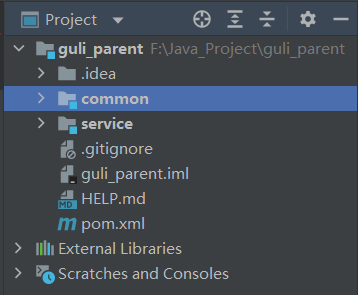 Project
guli_parent F:\Java_Project\guli_parent
.idea
common
service
.gitignore
guli_parent.iml
MD HELP.md
m pom.xml
External Libraries
Scratches and Consoles